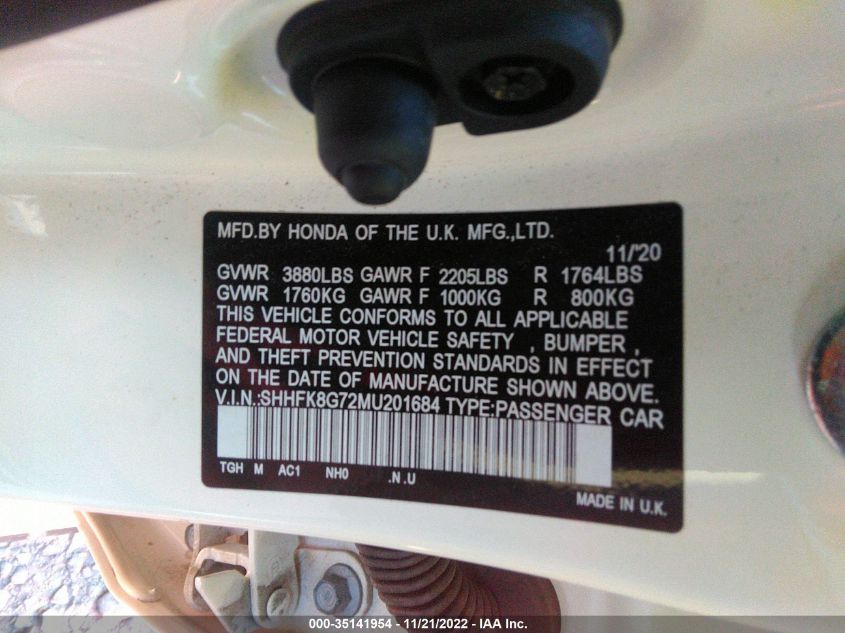 MFD.BY HONDA OF THE U.K. MFG.,LTD.
11/'20
GVWR 3880LBS GAWR F 2205LBS R 1764LBS
GVWR 1760KG GAWR F 1000KG R 800KG
THIS VEHICLE CONFORMS TO ALL APPLICABLE
FEDERAL MOTOR VEHICLE SAFETY , BUMPER ,
AND THEFT PREVENTION STANDARDS IN EFFECT
ON THE DATE OF MANUFACTURE SHOWN ABOVE.
V.I.N.:SHHFK8G72MU201684 TYPE:PASSENGER CAR
TGH M AC1 NH0 .N .U
MADE IN U.K.
000-35141954 - 11/21/2022 - IAA Inc.